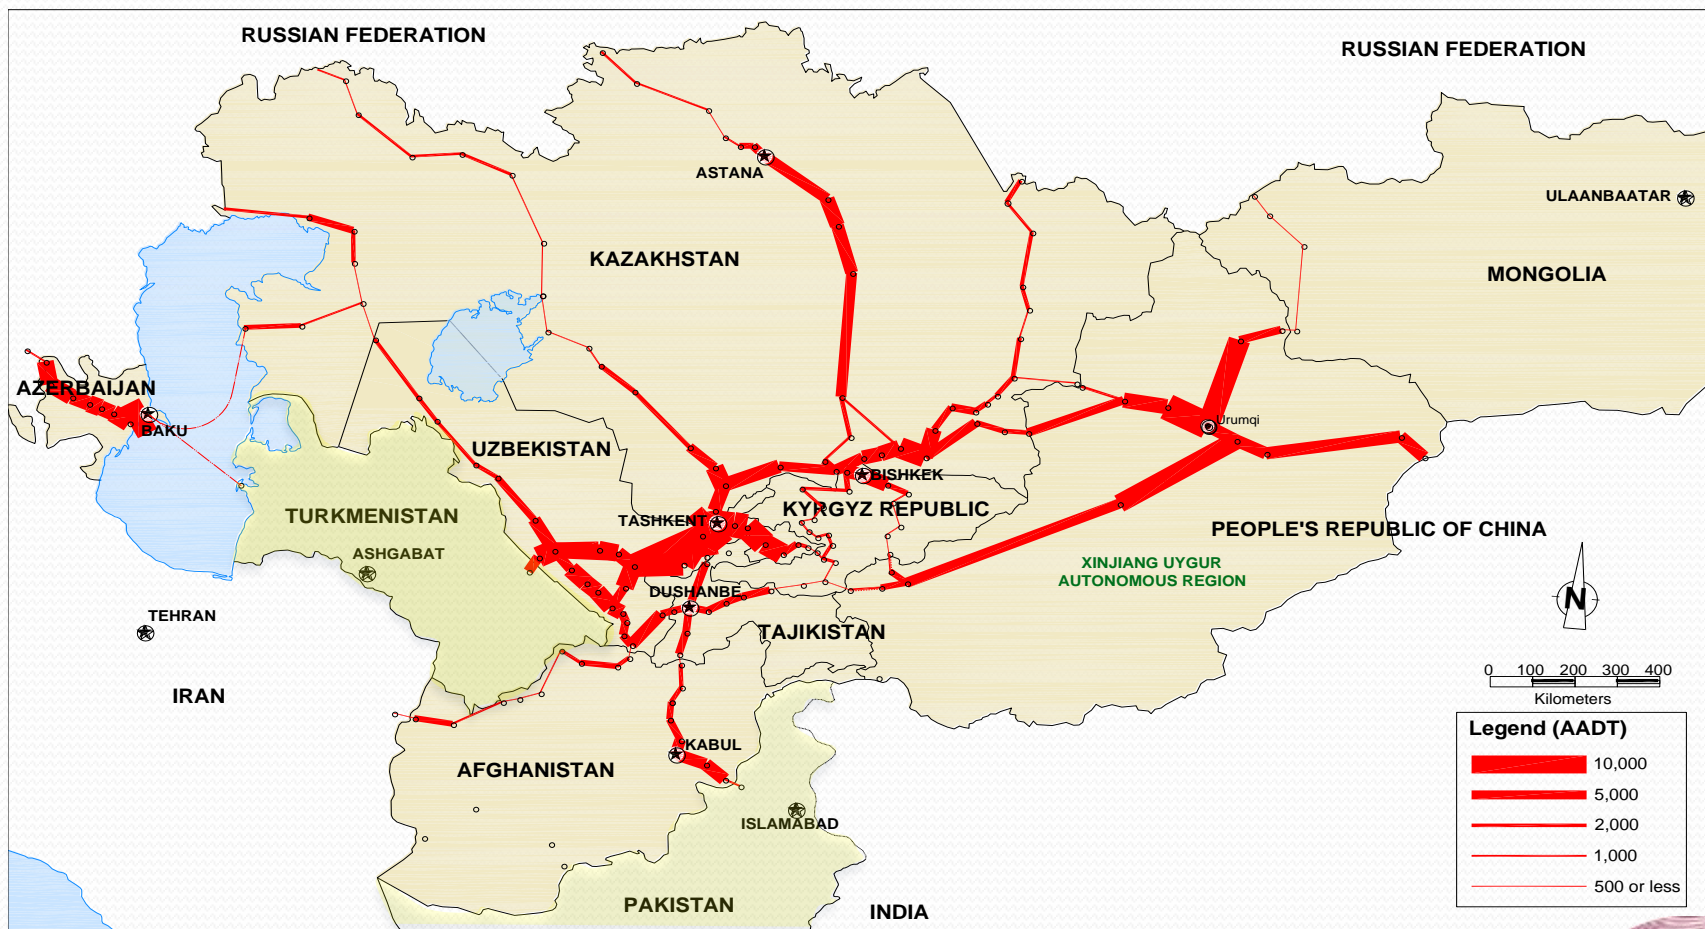 RUSSIAN FEDERATION
RUSSIAN FEDERATION
ASTANA
ULAANBAATAR
KAZAKHSTAN
MONGOLIA
AZERBAIJAN
BAKU
Urumqi
UZBEKISTAN
BISHKEK
TURKMENISTAN
TASHKENT
KYRGYZ REPUBLIC
PEOPLE'S REPUBLIC OF CHINA
ASHGABAT
XINJIANG UYGUR
AUTONOMOUS REGION
DUSHANBE
N
TEHRAN
TAJIKISTAN
IRAN
0 100 200 300 400
Kilometers
Legend (AADT)
10,000
5,000
2,000
1,000
500 or less
KABUL
AFGHANISTAN
ISLAMABAD
PAKISTAN
INDIA